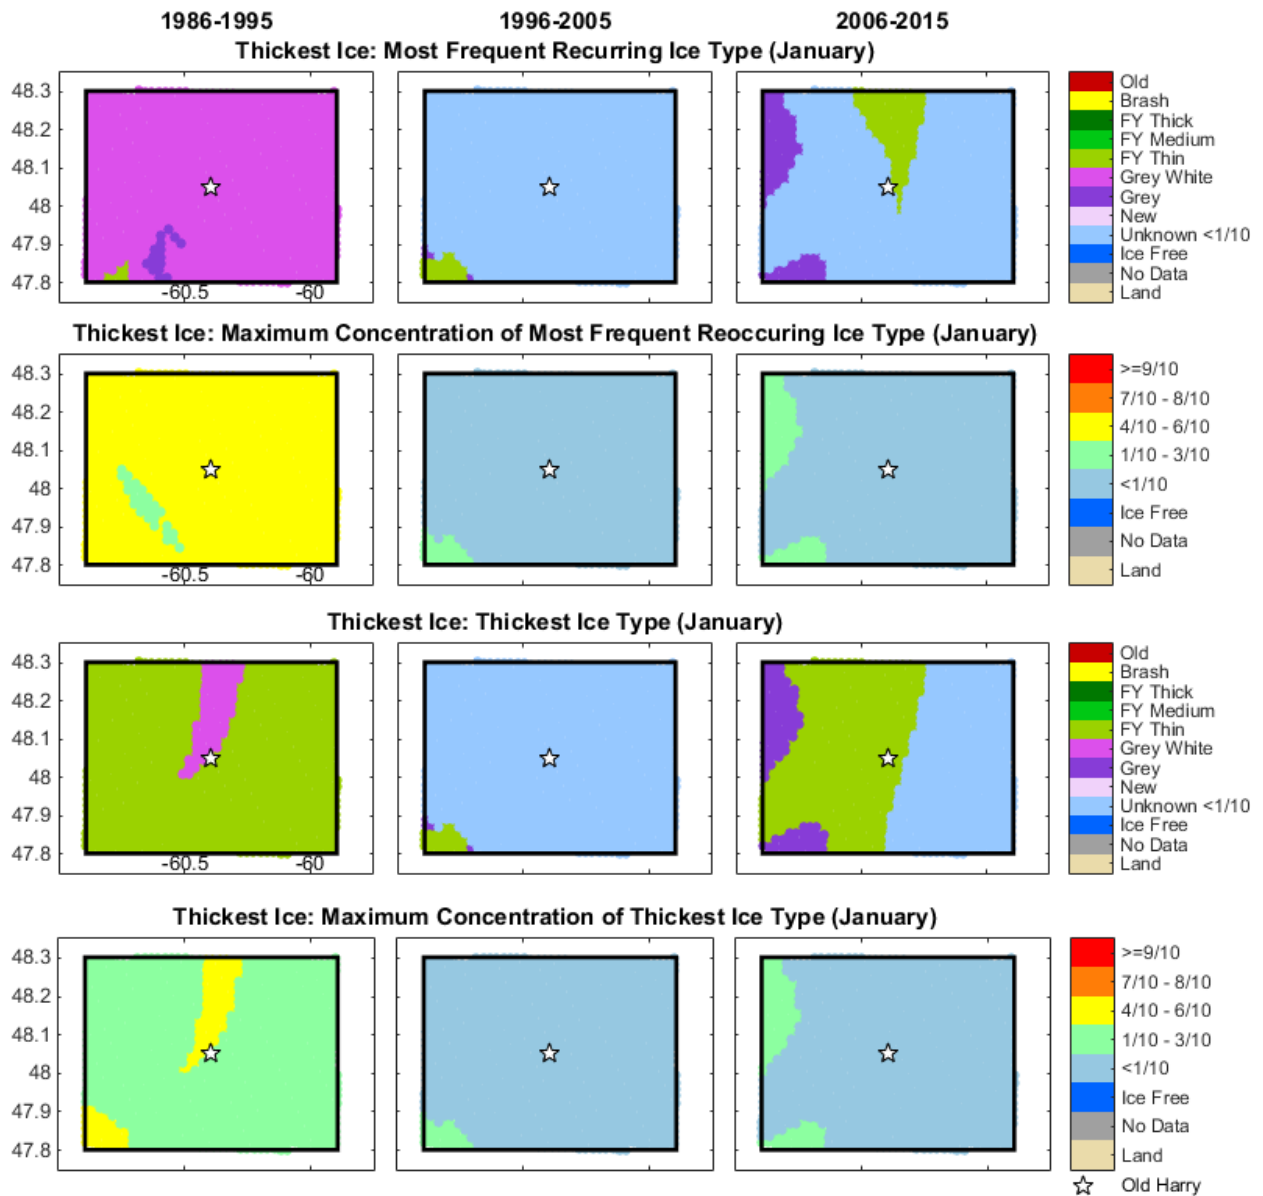 1986-1995 1996-2005 2006-2015
Thickest Ice: Most Frequent Recurring Ice Type (January)
48.3
48.2
48.1
48
47.9
47.8
-60.5 -60
Old
Brash
FY Thick
FY Medium
FY Thin
Grey White
Grey
New
Unknown <1/10
Ice Free
No Data
Land
Thickest Ice: Maximum Concentration of Most Frequent Reoccuring Ice Type (January)
48.3
48.2
48.1
48
47.9
47.8
-60.5 -60
>=9/10
7/10 - 8/10
4/10 - 6/10
1/10 - 3/10
<1/10
Ice Free
No Data
Land
Thickest Ice: Thickest Ice Type (January)
48.3
48.2
48.1
48
47.9
47.8
-60.5 -60
Old
Brash
FY Thick
FY Medium
FY Thin
Grey White
Grey
New
Unknown <1/10
Ice Free
No Data
Land
Thickest Ice: Maximum Concentration of Thickest Ice Type (January)
48.3
48.2
48.1
48
47.9
47.8
>=9/10
7/10 - 8/10
4/10 - 6/10
1/10 - 3/10
<1/10
Ice Free
No Data
Land
Old Harry